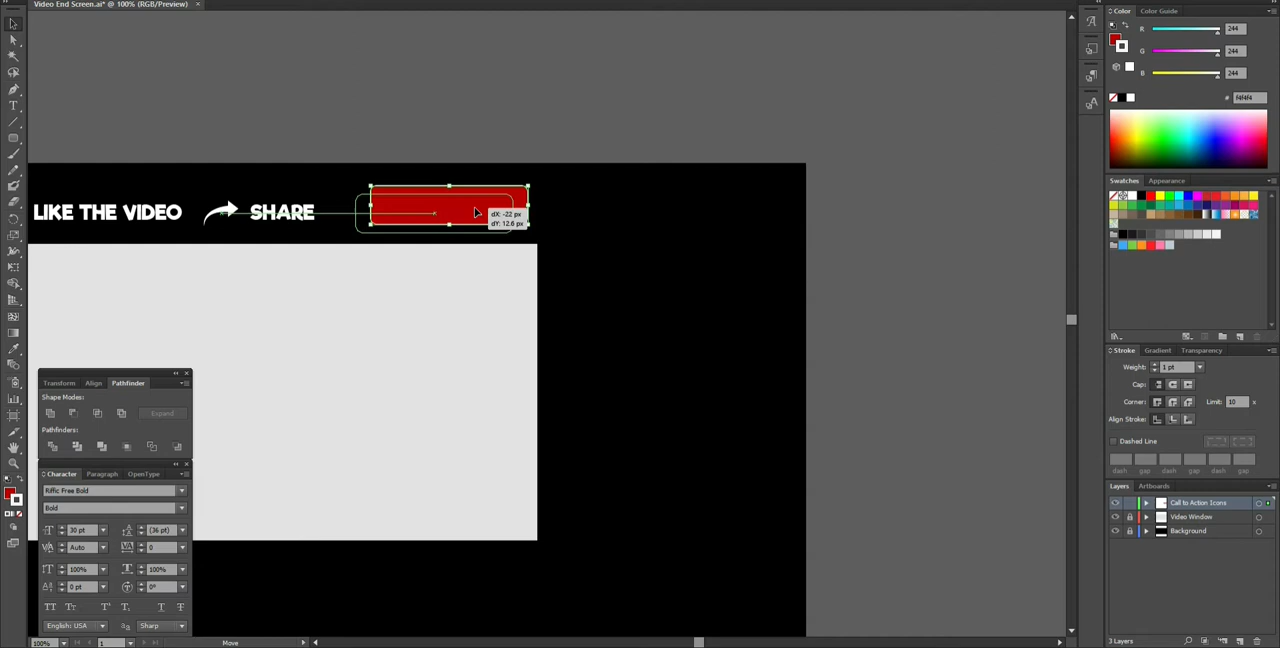 Video End Screen.ai* @ 100% (RGB/Preview)
×
LIKE THE VIDEO
SHARE
dX: -22 px
dY: 12.6 px
Transform
Align
Pathfinder
Shape Modes:
Expand
Pathfinders:
Character
Paragraph
OpenType
Riffic Free Bold
Bold
30 pt
(36 pt)
Auto
0
100%
100%
0 pt
0°
English: USA
Sharp
100%
1
Move
Color
Color Guide
R
244
G
244
B
244
#
f4f4f4
Swatches
Appearance
Stroke
Gradient
Transparency
Weight:
1 pt
Cap:
Corner:
Limit:
10
x
Align Stroke:
Dashed Line
dash
gap
dash
gap
dash
gap
Layers
Artboards
Call to Action Icons
Video Window
Background
3 Layers